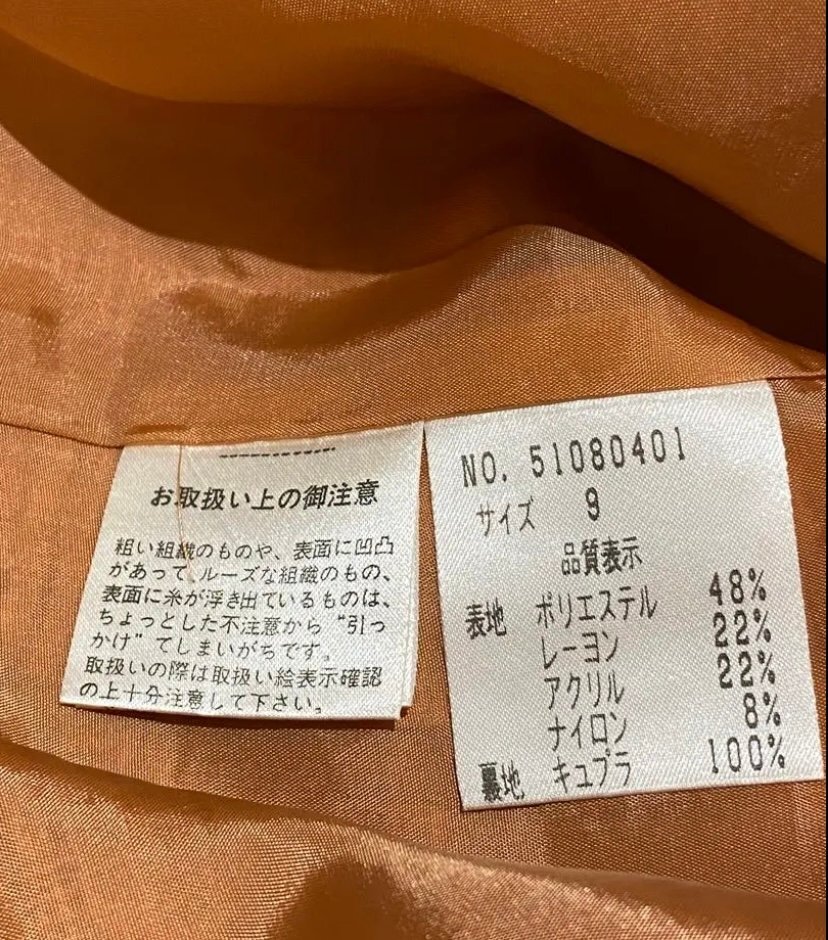 お取扱い上の御注意
粗い組織のものや、表面に凹凸
があって、ルーズな組織のもの、
表面に糸が浮き出ているものは、
ちょっとした不注意から“引っ
かけ”てしまいがちです。
取扱いの際は取扱い絵表示確認
の上十分注意して下さい。
NO. 51080401
サイズ 9
品質表示
表地 ポリエステル 48%
レーヨン 22%
アクリル 22%
ナイロン 8%
裏地 キュプラ 100%